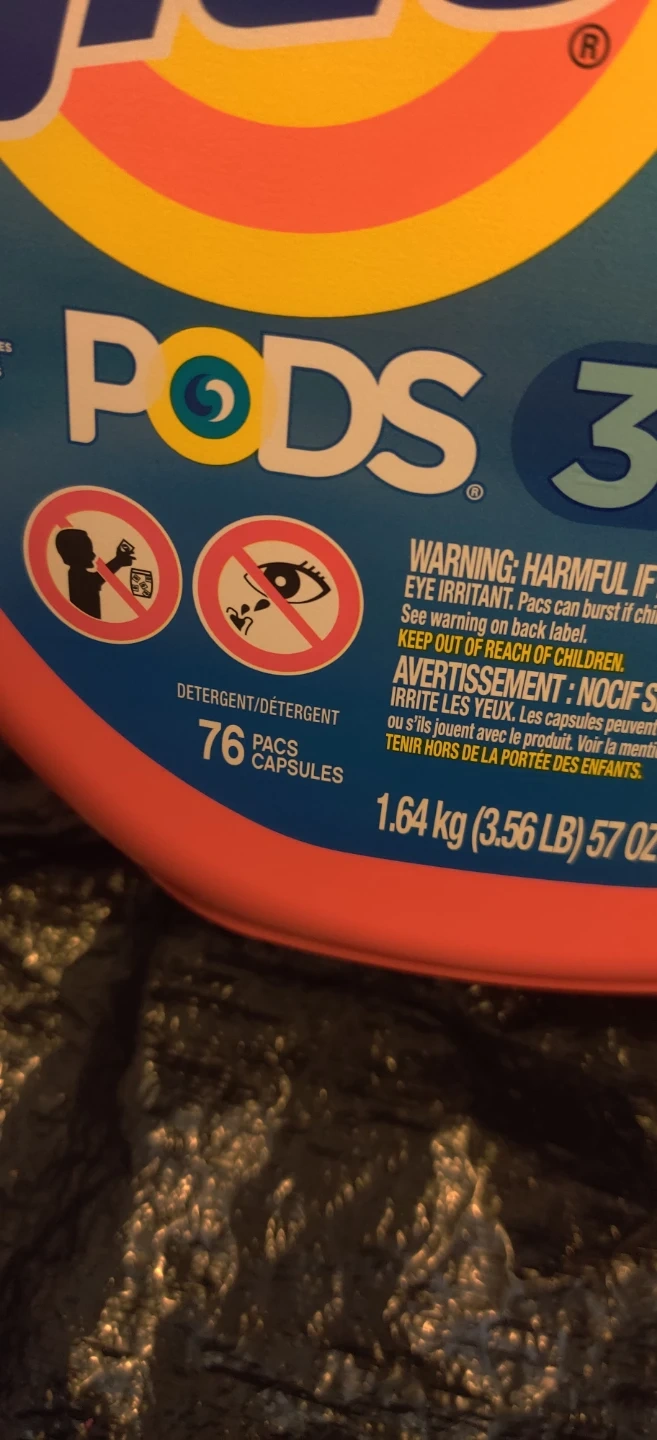 ®
PODS®
3
WARNING: HARMFUL IF
EYE IRRITANT. Pacs can burst if chi
See warning on back label.
KEEP OUT OF REACH OF CHILDREN.
AVERTISSEMENT : NOCIF S
IRRITE LES YEUX. Les capsules peuvent
ou s'ils jouent avec le produit. Voir la menti
TENIR HORS DE LA PORTÉE DES ENFANTS.
DETERGENT/DÉTERGENT
76 PACS
CAPSULES
1.64 kg (3.56 LB) 57 OZ